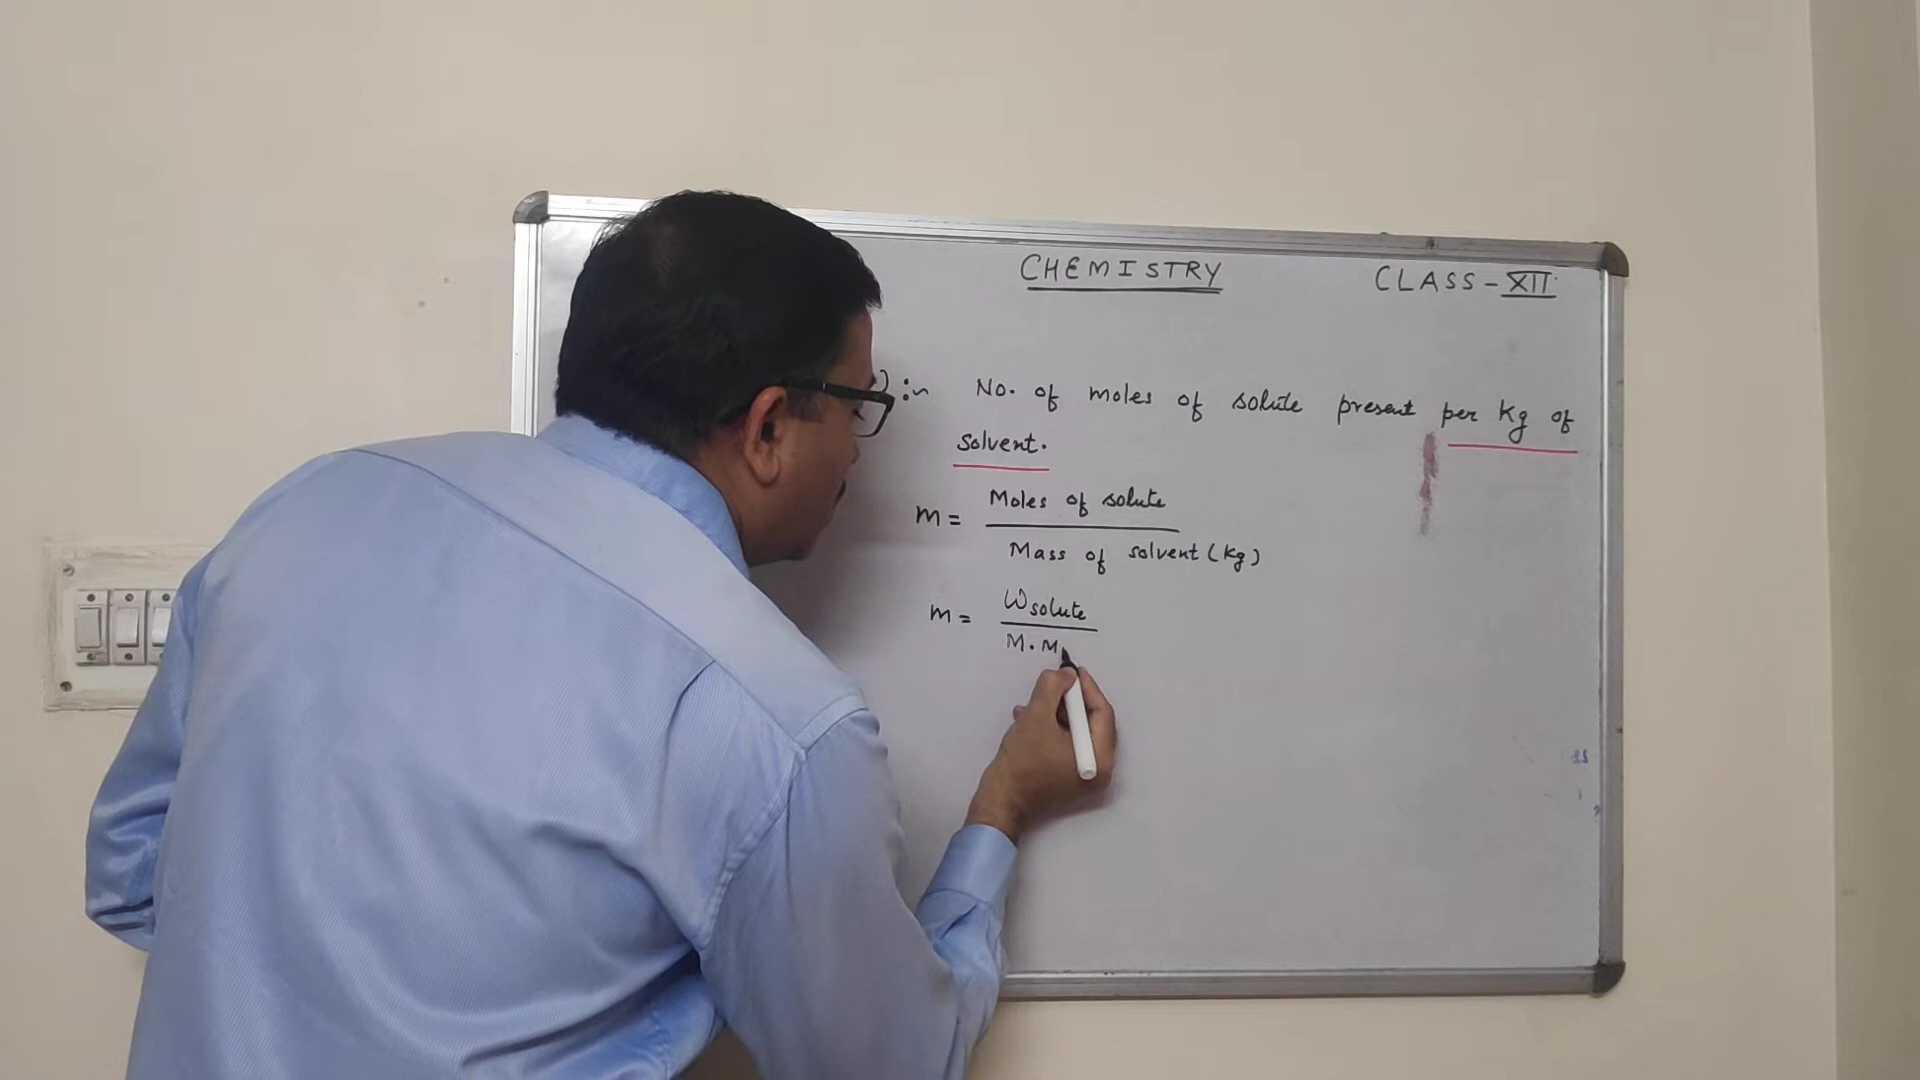 CHEMISTRY CLASS - XII
) :~ No. of moles of solute present per Kg of
solvent.
m = Moles of solute
Mass of solvent (Kg)
m = Wsolute
M. M